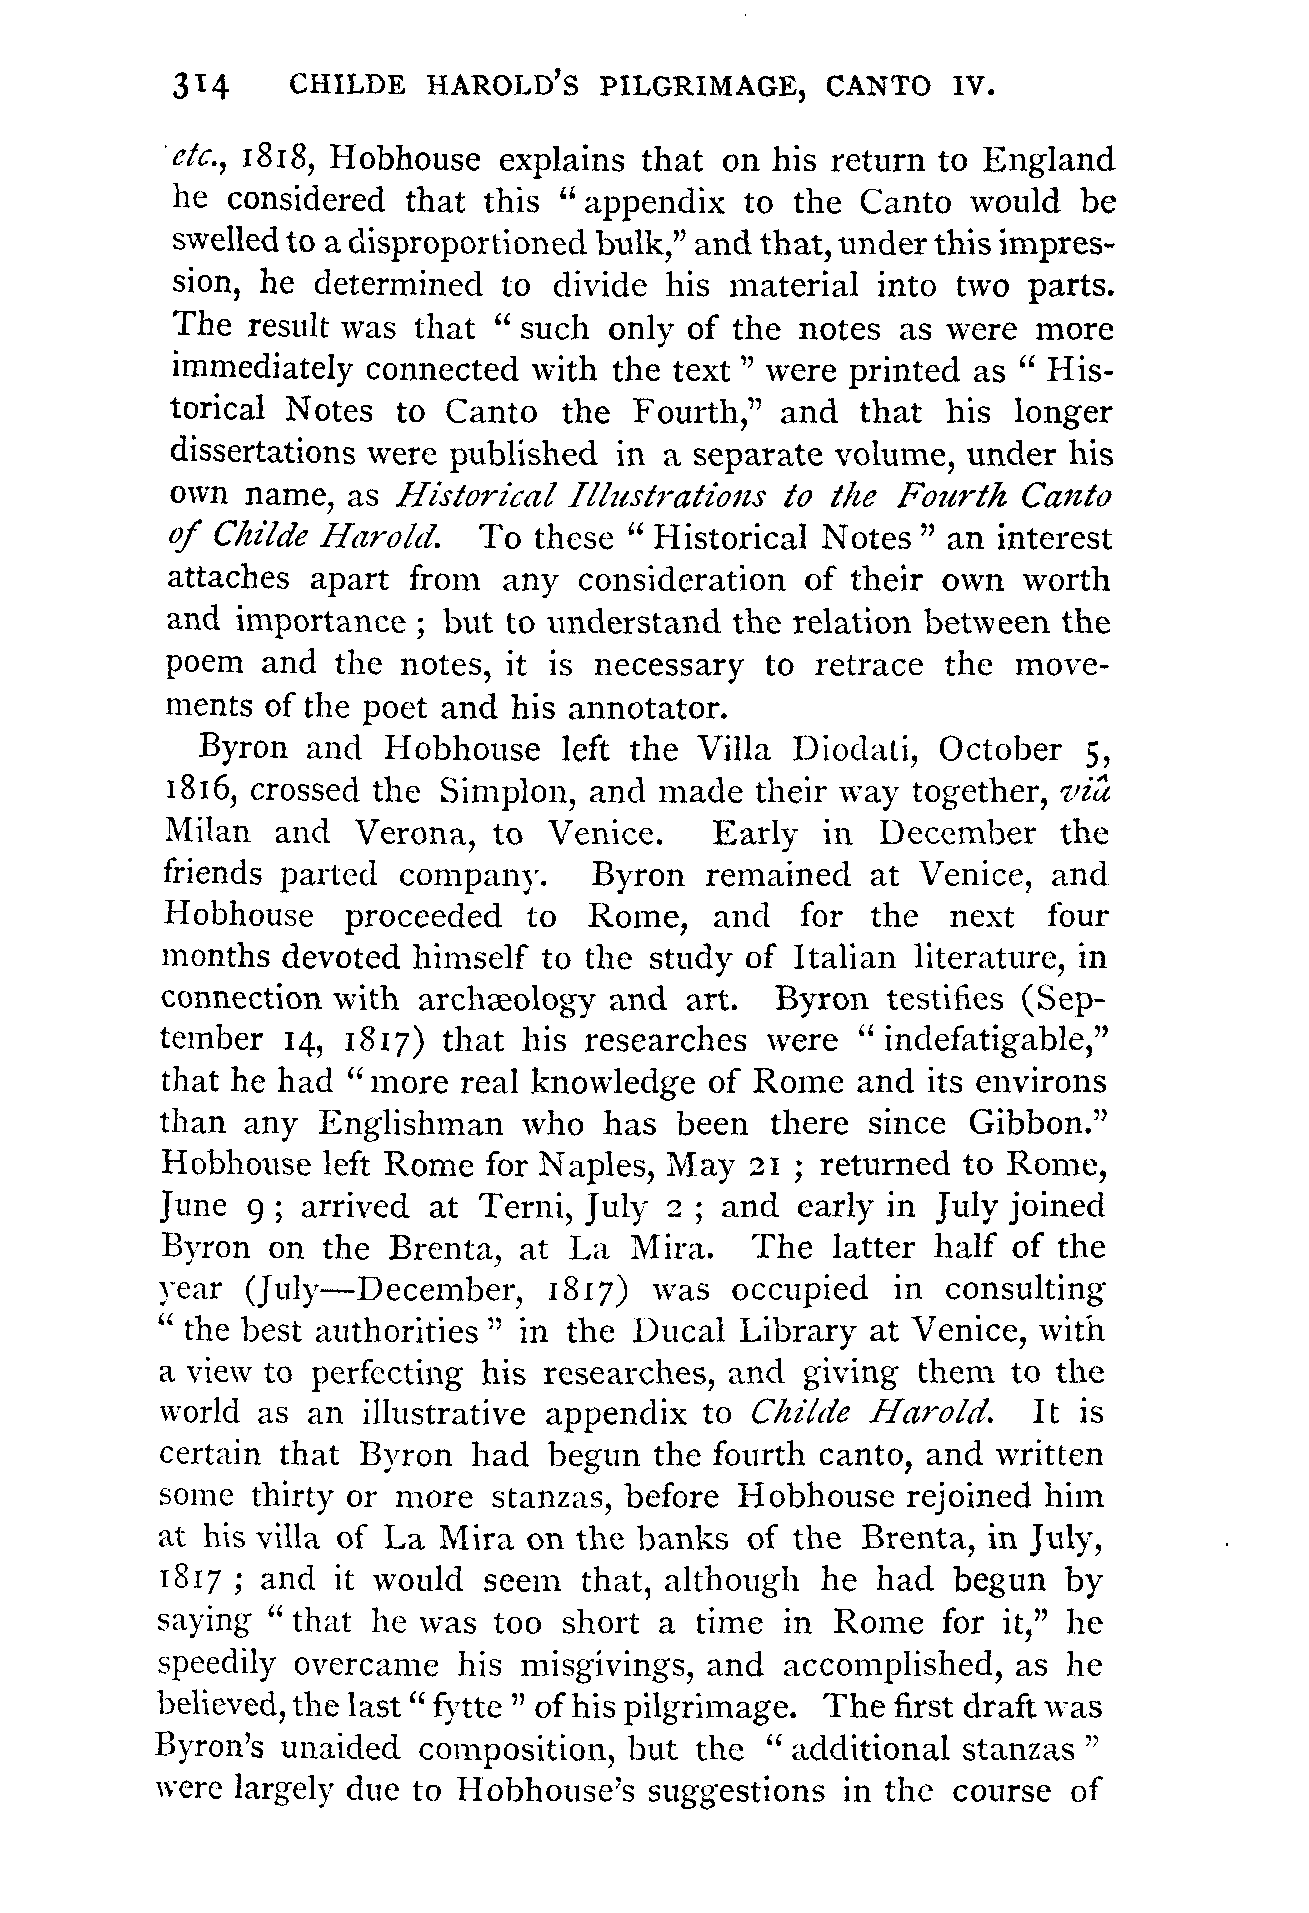 314 CHILDE HAROLD'S PILGRIMAGE, CANTO IV.
etc., 1818, Hobhouse explains that on his return to England
he considered that this “ appendix to the Canto would be
swelled to a disproportioned bulk,” and that, under this impres-
sion, he determined to divide his material into two parts.
The result was that “ such only of the notes as were more
immediately connected with the text ” were printed as “ His-
torical Notes to Canto the Fourth,” and that his longer
dissertations were published in a separate volume, under his
own name, as Historical Illustrations to the Fourth Canto
of Childe Harold. To these “ Historical Notes ” an interest
attaches apart from any consideration of their own worth
and importance ; but to understand the relation between the
poem and the notes, it is necessary to retrace the move-
ments of the poet and his annotator.
Byron and Hobhouse left the Villa Diodati, October 5,
1816, crossed the Simplon, and made their way together, viâ
Milan and Verona, to Venice. Early in December the
friends parted company. Byron remained at Venice, and
Hobhouse proceeded to Rome, and for the next four
months devoted himself to the study of Italian literature, in
connection with archæology and art. Byron testifies (Sep-
tember 14, 1817) that his researches were “ indefatigable,”
that he had “ more real knowledge of Rome and its environs
than any Englishman who has been there since Gibbon.”
Hobhouse left Rome for Naples, May 21 ; returned to Rome,
June 9 ; arrived at Terni, July 2 ; and early in July joined
Byron on the Brenta, at La Mira. The latter half of the
year (July—December, 1817) was occupied in consulting
“ the best authorities ” in the Ducal Library at Venice, with
a view to perfecting his researches, and giving them to the
world as an illustrative appendix to Childe Harold. It is
certain that Byron had begun the fourth canto, and written
some thirty or more stanzas, before Hobhouse rejoined him
at his villa of La Mira on the banks of the Brenta, in July,
1817 ; and it would seem that, although he had begun by
saying “ that he was too short a time in Rome for it,” he
speedily overcame his misgivings, and accomplished, as he
believed, the last “ fytte ” of his pilgrimage. The first draft was
Byron's unaided composition, but the “ additional stanzas ”
were largely due to Hobhouse's suggestions in the course of